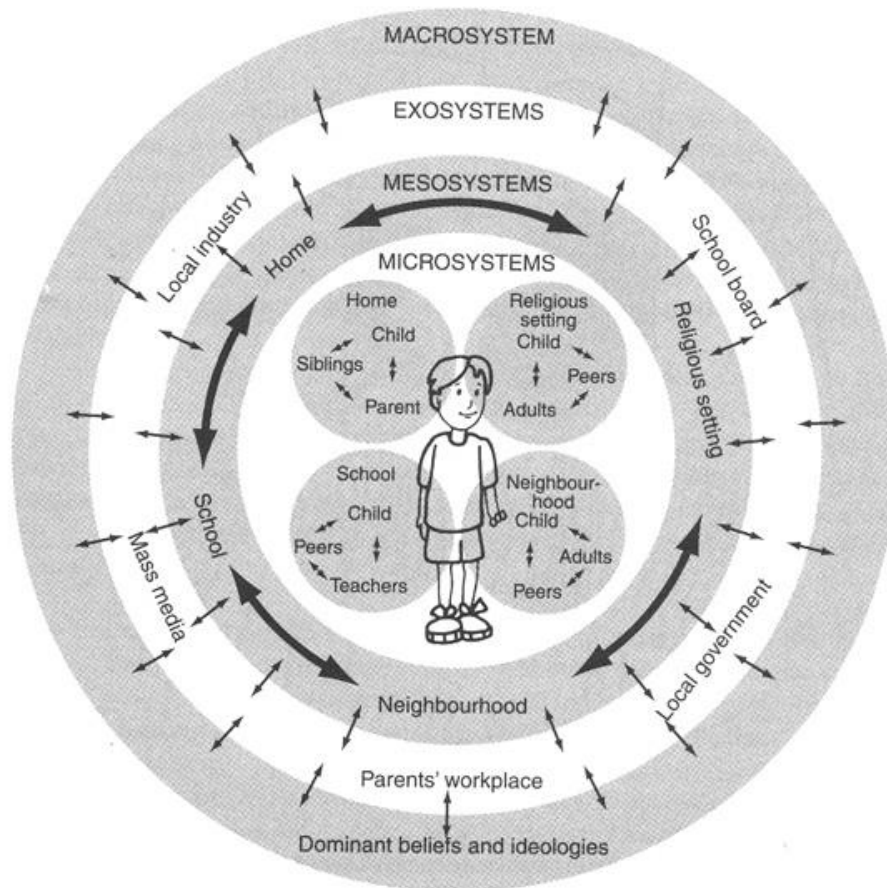 MACROSYSTEM
EXOSYSTEMS
MESOSYSTEMS
MICROSYSTEMS
Local industry
School board
Home
Religious setting
Home
Child
Siblings
Parent
Religious
setting
Child
Peers
Adults
School
Child
Peers
Teachers
Neighbour-
hood
Child
Adults
Peers
School
Mass media
Local government
Neighbourhood
Parents' workplace
Dominant beliefs and ideologies